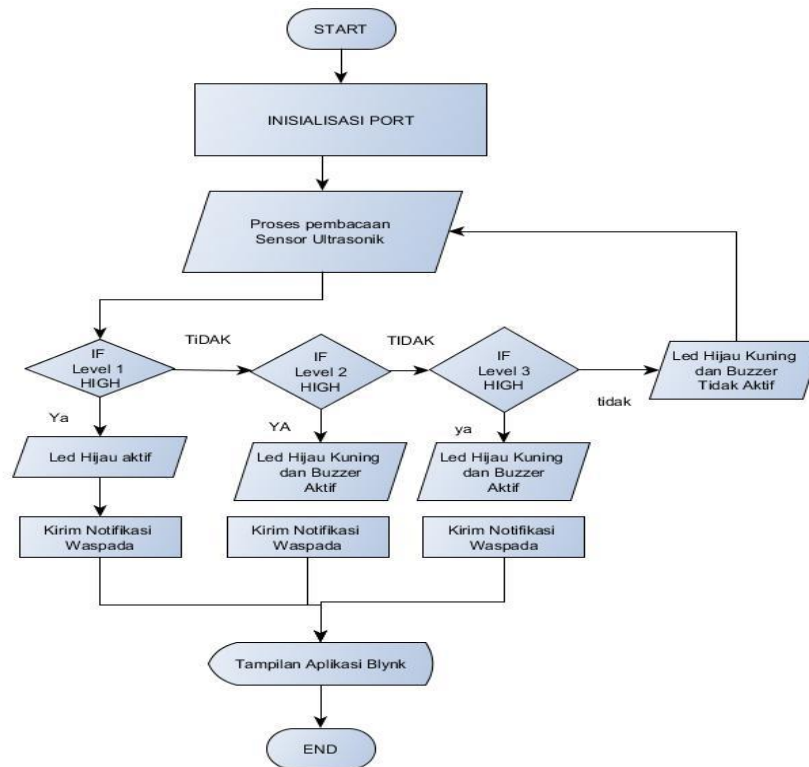 START
INISIALISASI PORT
Proses pembacaan
Sensor Ultrasonik
IF
Level 1
HIGH
TiDAK
IF
Level 2
HIGH
TIDAK
IF
Level 3
HIGH
tidak
Led Hijau Kuning
dan Buzzer
Tidak Aktif
Ya
YA
ya
Led Hijau aktif
Led Hijau Kuning
dan Buzzer
Aktif
Led Hijau Kuning
dan Buzzer
Aktif
Kirim Notifikasi
Waspada
Kirim Notifikasi
Waspada
Kirim Notifikasi
Waspada
Tampilan Aplikasi Blynk
END